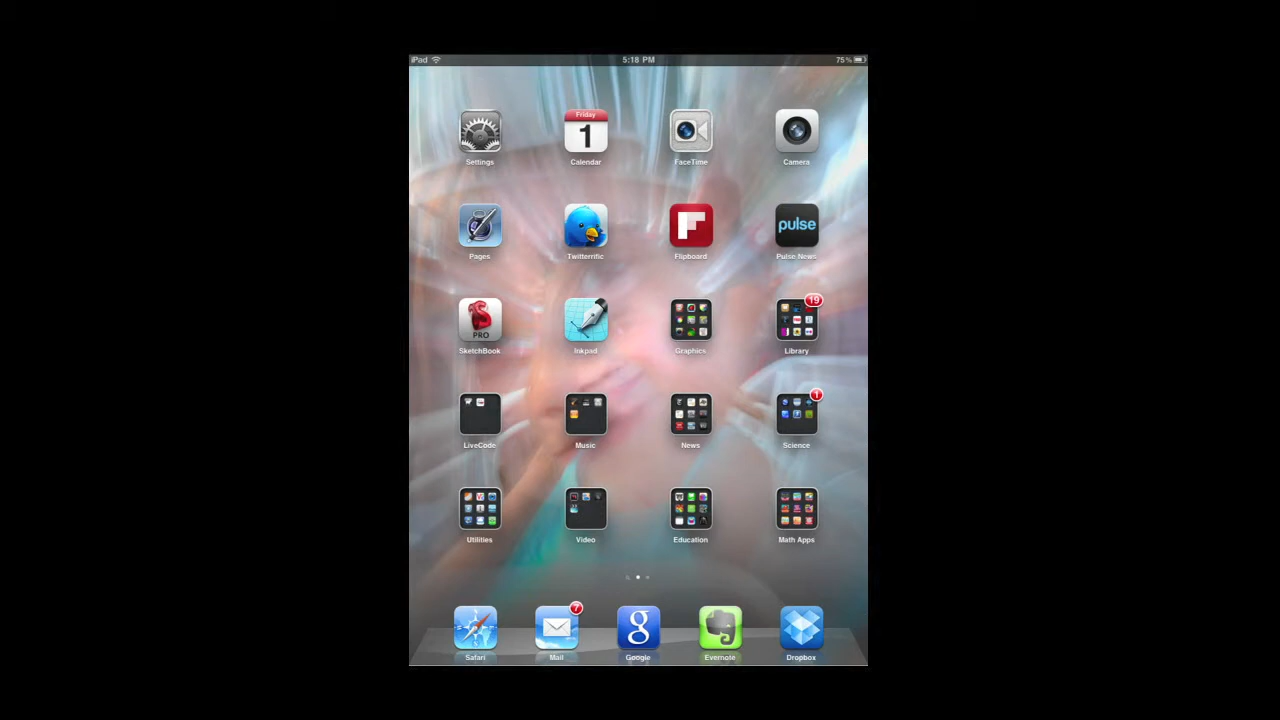 iPad 5:18 PM 75%
Friday
1
Settings Calendar FaceTime Camera
pulse
Pages Twitterrific Flipboard Pulse News
19
PRO
SketchBook Inkpad Graphics Library
1
LiveCode Music News Science
Utilities Video Education Math Apps
7
g
Safari Mail Google Evernote Dropbox